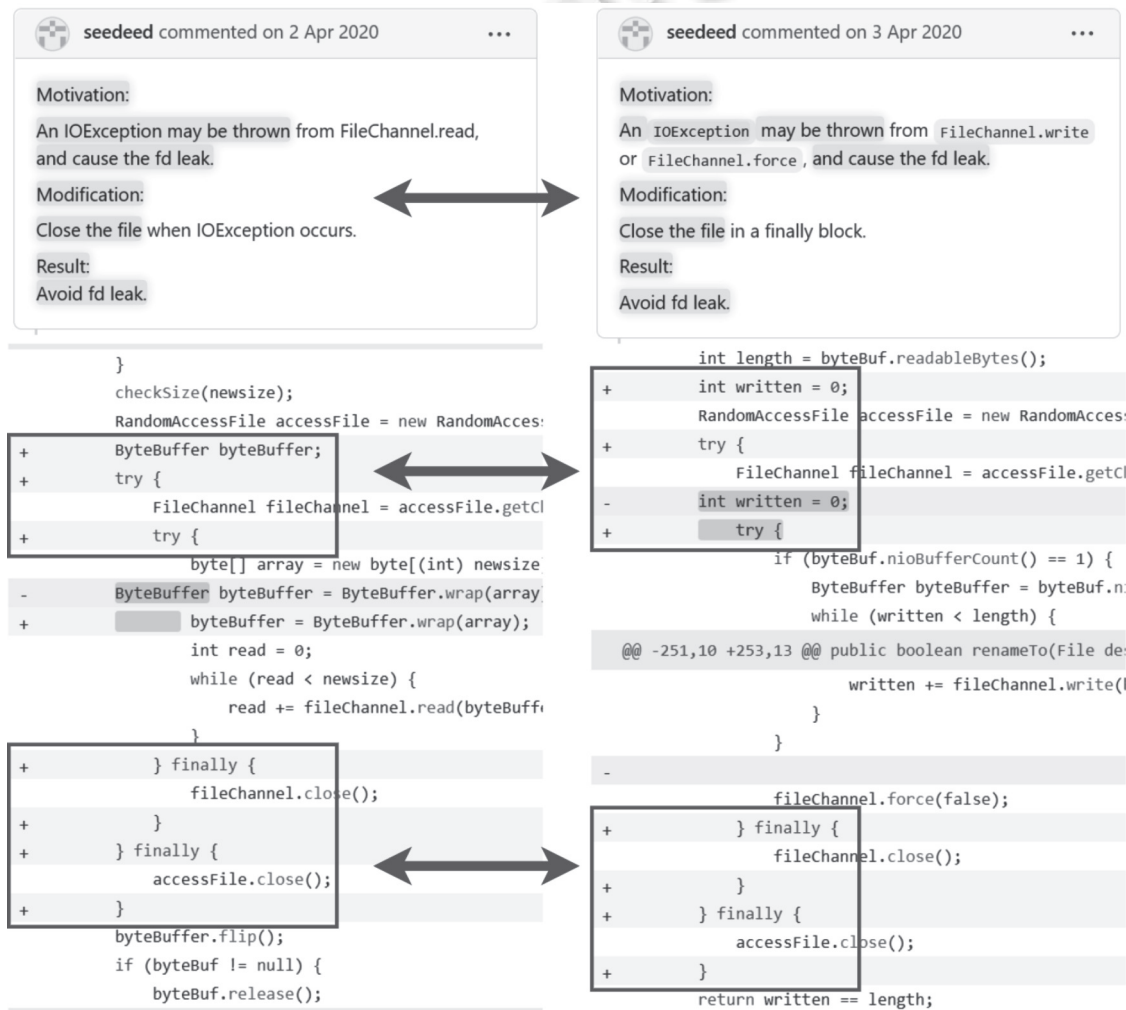 seedeed commented on 2 Apr 2020
...
Motivation:
An IOException may be thrown from FileChannel.read,
and cause the fd leak.
Modification:
Close the file when IOException occurs.
Result:
Avoid fd leak.
}
checkSize(newsize);
RandomAccessFile accessFile = new RandomAcces
+ ByteBuffer byteBuffer;
+ try {
FileChannel fileChannel = accessFile.getC
+ try {
byte[] array = new byte[(int) newsize
- ByteBuffer byteBuffer = ByteBuffer.wrap(array
+ byteBuffer = ByteBuffer.wrap(array);
int read = 0;
while (read < newsize) {
read += fileChannel.read(byteBuff
}
+ } finally {
fileChannel.close();
+ }
+ } finally {
accessFile.close();
+ }
byteBuffer.flip();
if (byteBuf != null) {
byteBuf.release();
seedeed commented on 3 Apr 2020
...
Motivation:
An IOException may be thrown from FileChannel.write
or FileChannel.force, and cause the fd leak.
Modification:
Close the file in a finally block.
Result:
Avoid fd leak.
int length = byteBuf.readableBytes();
+ int written = 0;
RandomAccessFile accessFile = new RandomAcces
+ try {
FileChannel fileChannel = accessFile.getC
- int written = 0;
+ try {
if (byteBuf.nioBufferCount() == 1) {
ByteBuffer byteBuffer = byteBuf.n
while (written < length) {
@@ -251,10 +253,13 @@ public boolean renameTo(File de
written += fileChannel.write(
}
}
-
fileChannel.force(false);
+ } finally {
fileChannel.close();
+ }
+ } finally {
accessFile.close();
+ }
return written == length;